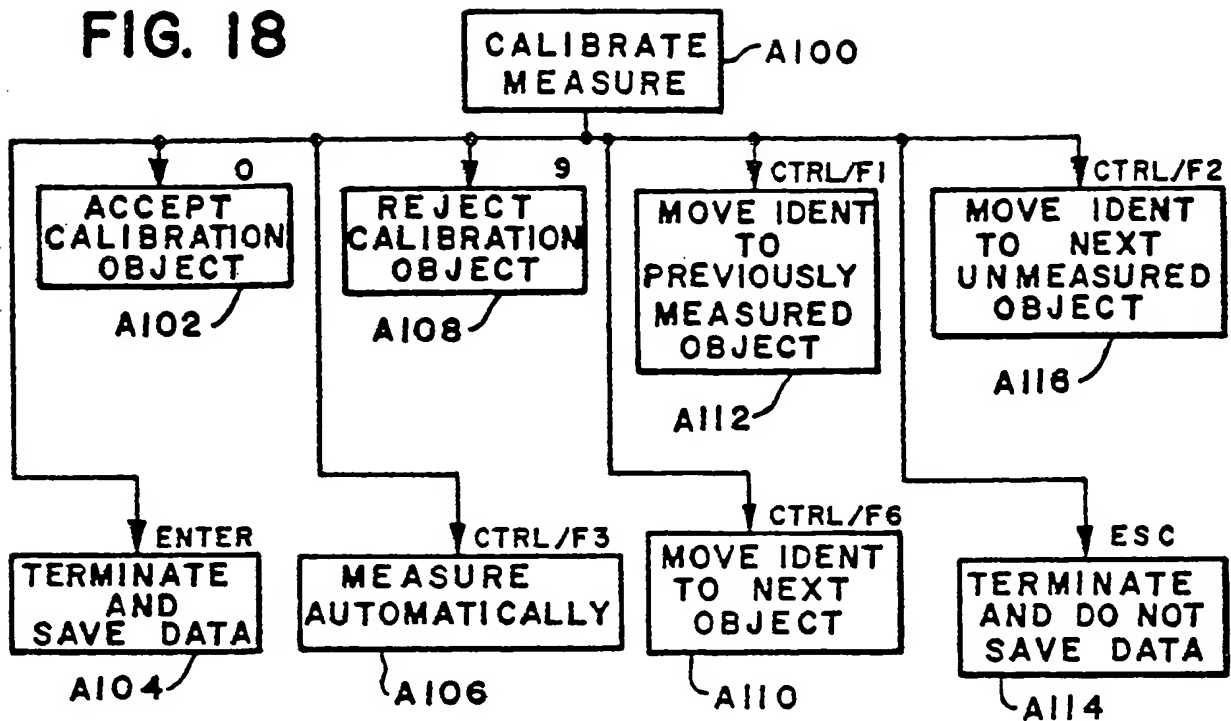 FIG. 18
CALIBRATE
MEASURE
A100
0
ACCEPT
CALIBRATION
OBJECT
A102
9
REJECT
CALIBRATION
OBJECT
A108
CTRL/F1
MOVE IDENT
TO
PREVIOUSLY
MEASURED
OBJECT
A112
CTRL/F2
MOVE IDENT
TO NEXT
UNMEASURED
OBJECT
A116
ENTER
TERMINATE
AND
SAVE DATA
A104
CTRL/F3
MEASURE
AUTOMATICALLY
A106
CTRL/F6
MOVE IDENT
TO NEXT
OBJECT
A110
ESC
TERMINATE
AND DO NOT
SAVE DATA
A114